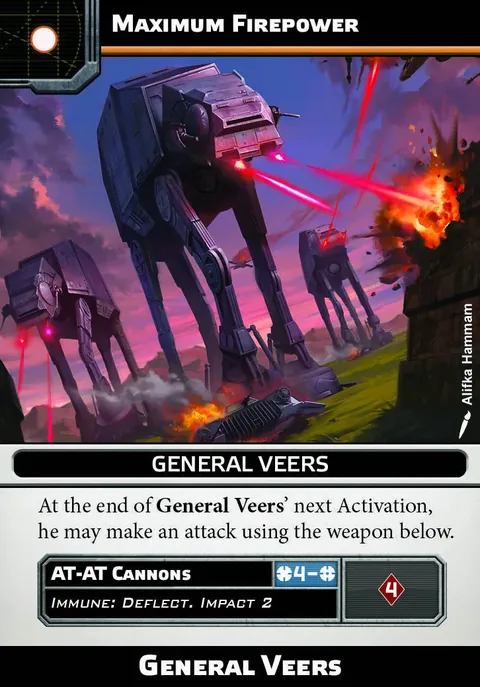 Maximum Firepower
Alifka Hammam
GENERAL VEERS
At the end of General Veers' next Activation,
he may make an attack using the weapon below.
AT-AT Cannons 4–
4
Immune: Deflect, Impact 2
General Veers